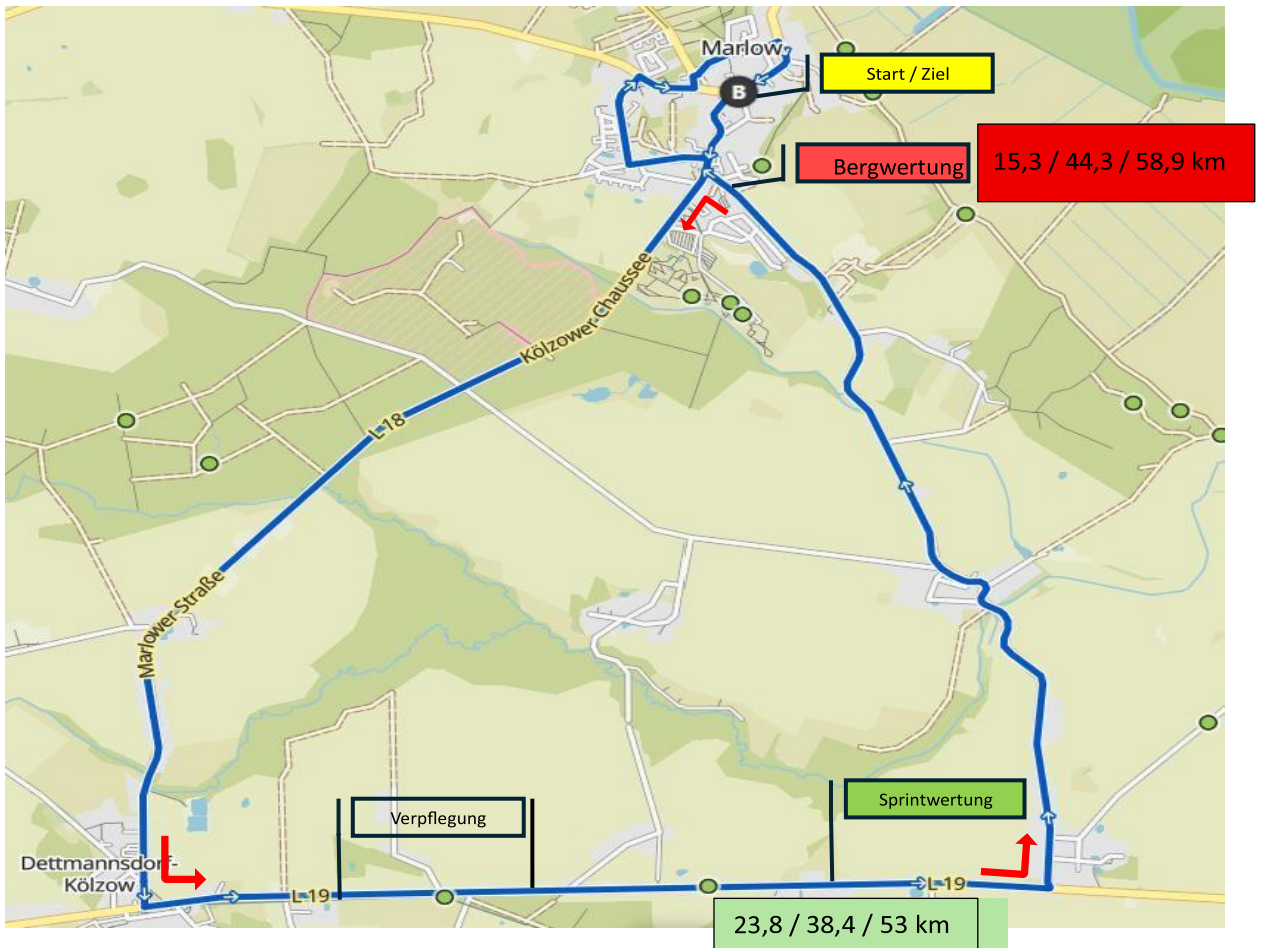 Marlow
Start / Ziel
B
Bergwertung
15,3 / 44,3 / 58,9 km
Kölzower Chaussee
L 18
Marlower Straße
Sprintwertung
Verpflegung
Dettmannsdorf-
Kölzow
L 19
L 19
23,8 / 38,4 / 53 km